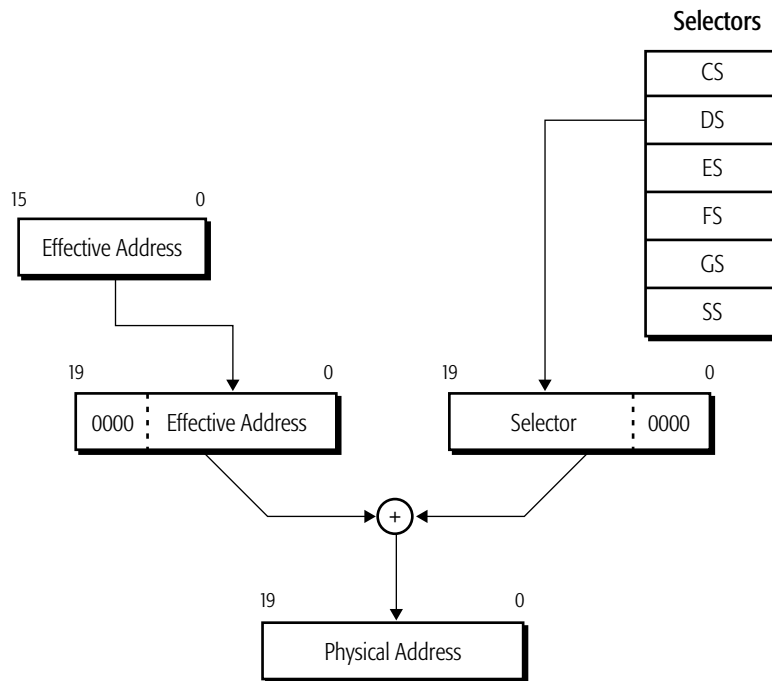 Selectors
CS
DS
ES
FS
GS
SS
15 0
Effective Address
19 0
0000 Effective Address
19 0
Selector 0000
+
19 0
Physical Address